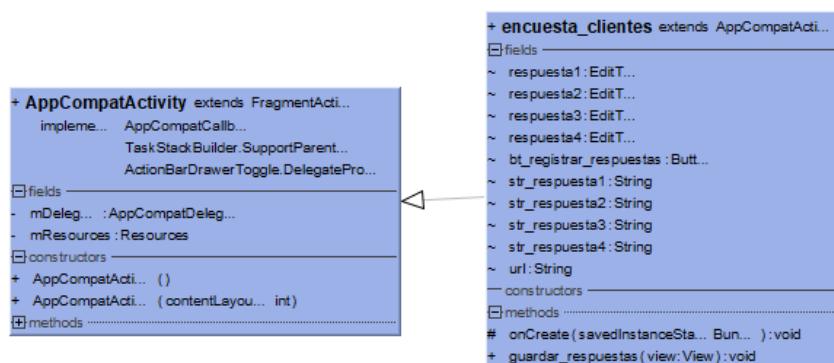 + AppCompatActivity extends FragmentActi...
impleme... AppCompatCallb...
TaskStackBuilder.SupportParent...
ActionBarDrawerToggle.DelegatePro...
fields
- mDeleg... : AppCompatDeleg...
- mResources : Resources
constructors
+ AppCompatActi... ()
+ AppCompatActi... (contentLayou... int)
methods
+ encuesta_clientes extends AppCompatActi...
fields
~ respuesta1 : EditT...
~ respuesta2 : EditT...
~ respuesta3 : EditT...
~ respuesta4 : EditT...
~ bt_registrar_respuestas : Butt...
~ str_respuesta1 : String
~ str_respuesta2 : String
~ str_respuesta3 : String
~ str_respuesta4 : String
~ url : String
constructors
methods
# onCreate (savedInstanceSta... Bun... ) : void
+ guardar_respuestas (view : View) : void